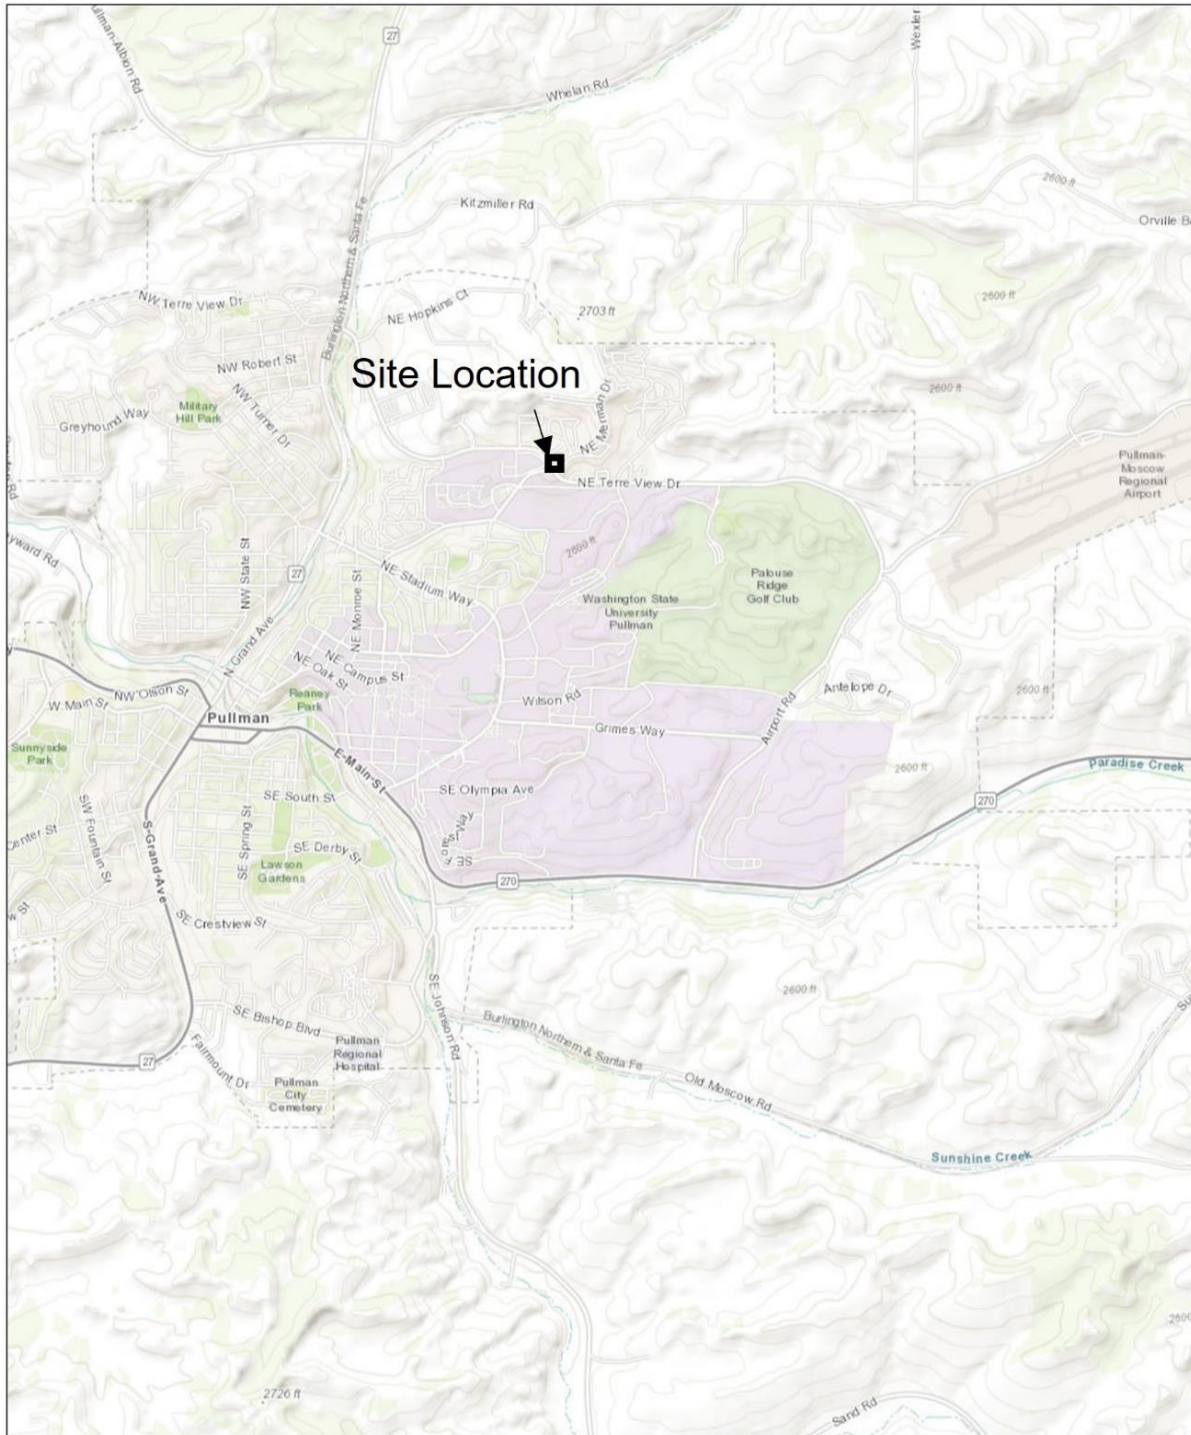 27
Whelan Rd
Wexler
Kitzmiller Rd
2600 ft
Burlington Northern & Santa Fe
NW Terre View Dr
NE Hopkins Ct
2703 ft
2600 ft
NW Robert St
Site Location
2600 ft
Greyhound Way
Military
Hill Park
NW Turner Dr
NE Merman Dr
NE Terre View Dr
Pullman-
Moscow
Regional
Airport
2600 ft
NW State St
27
NE Monroe St
NE Stadium Way
Washington State
University
Pullman
Palouse
Ridge
Golf Club
N Grand Ave
NE Campus St
NE Oak St
W Main St
NW Olson St
Reaney
Park
Wilson Rd
Antelope Dr
2600 ft
Pullman
Grimes Way
Airport Rd
Sunnyside
Park
E-Main-St
2600 ft
Paradise Creek
SE South St
SE Olympia Ave
270
SW Fountain St
S-Grand-Ave
SE Spring St
SE Derby St
Lawson
Gardens
270
SE Crestview St
SE Johnson Rd
2600 ft
SE Bishop Blvd
Burlington Northern & Santa Fe
27
Fairmount Dr
Pullman
Regional
Hospital
Pullman
City
Cemetery
Old Moscow Rd
Sunshine Creek
2726 ft
Sand Rd